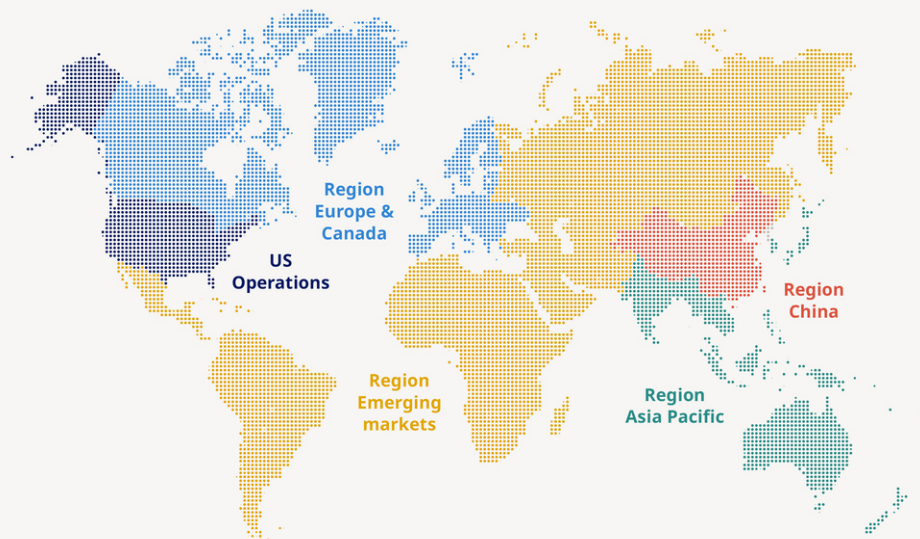 Region
Europe &
Canada
US
Operations
Region
China
Region
Emerging
markets
Region
Asia Pacific